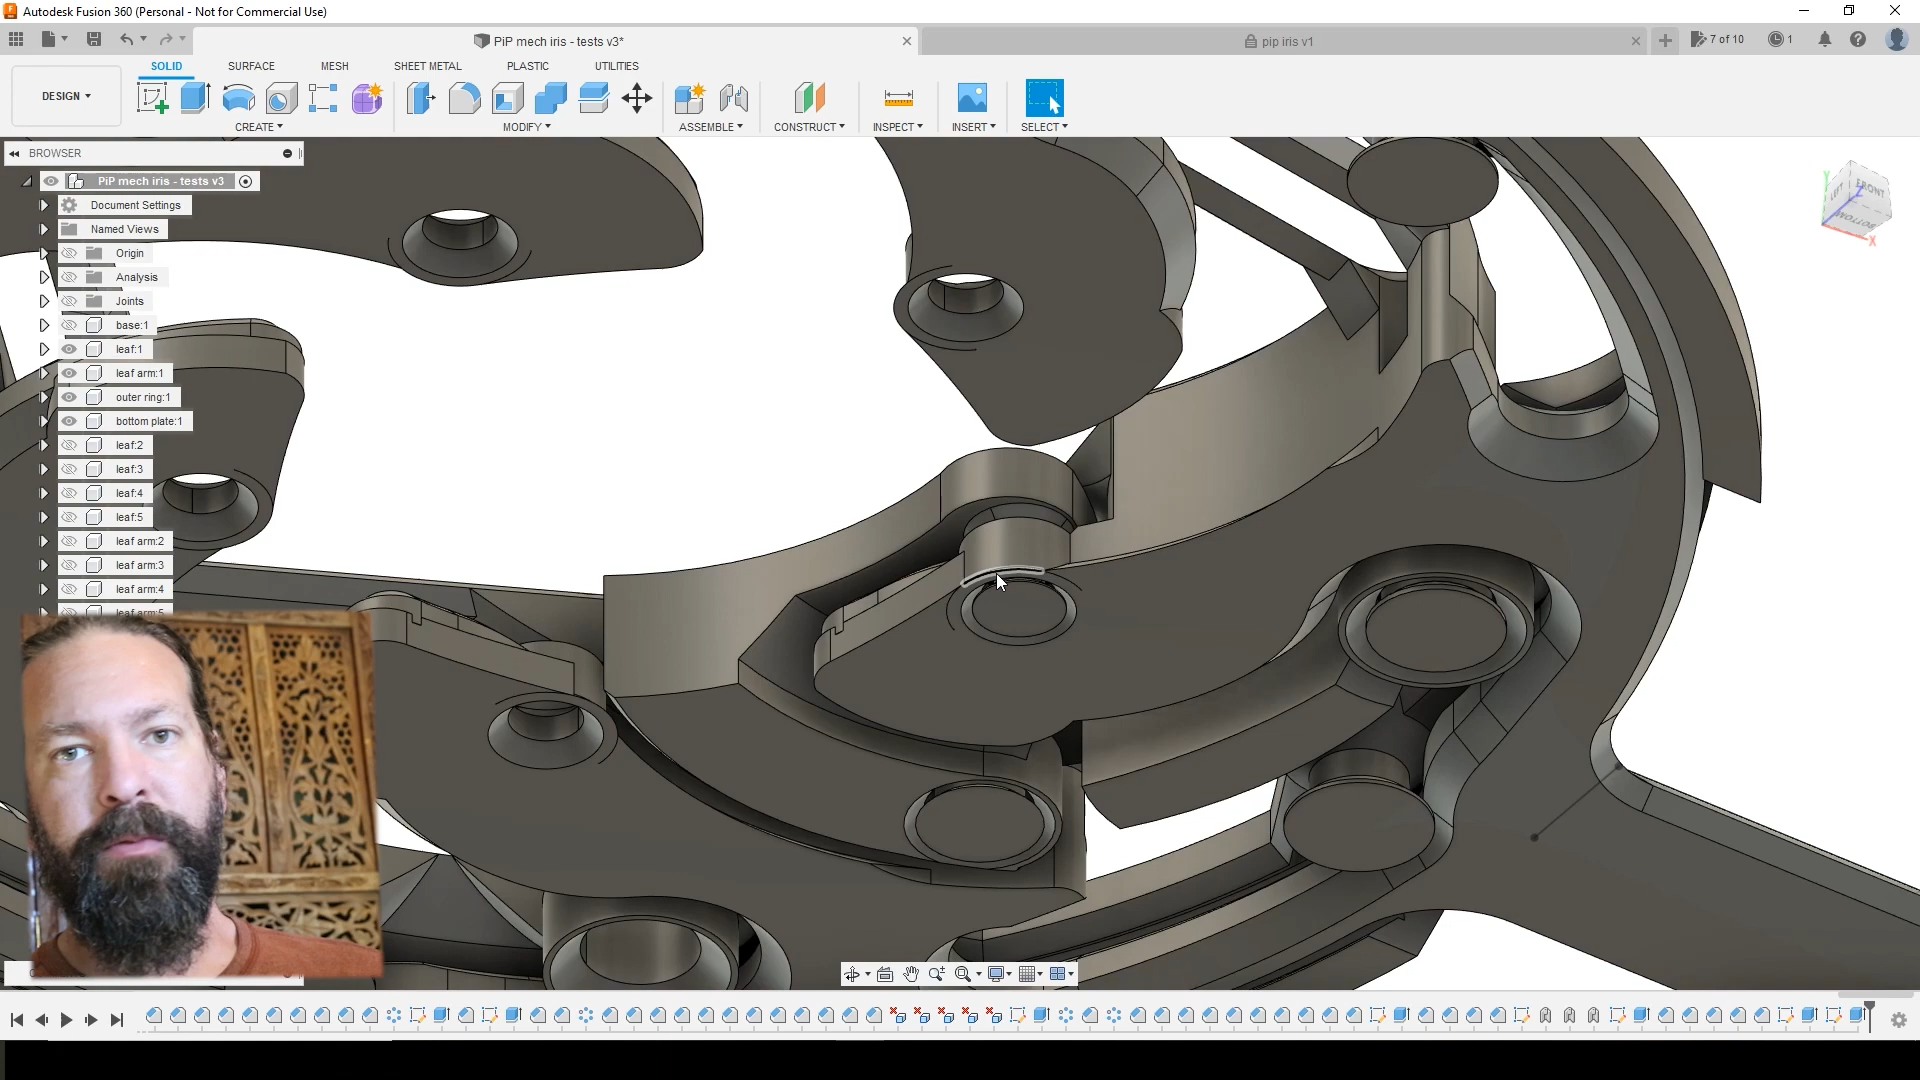 Autodesk Fusion 360 (Personal - Not for Commercial Use)
PiP mech iris - tests v3*
pip iris v1
7 of 10
1
DESIGN
SOLID
SURFACE
MESH
SHEET METAL
PLASTIC
UTILITIES
CREATE
MODIFY
ASSEMBLE
CONSTRUCT
INSPECT
INSERT
SELECT
BROWSER
PiP mech iris - tests v3
Document Settings
Named Views
Origin
Analysis
Joints
base:1
leaf:1
leaf arm:1
outer ring:1
bottom plate:1
leaf:2
leaf:3
leaf:4
leaf:5
leaf arm:2
leaf arm:3
leaf arm:4
leaf arm:5
Y
Z
X
LEFT
FRONT
BOTTOM